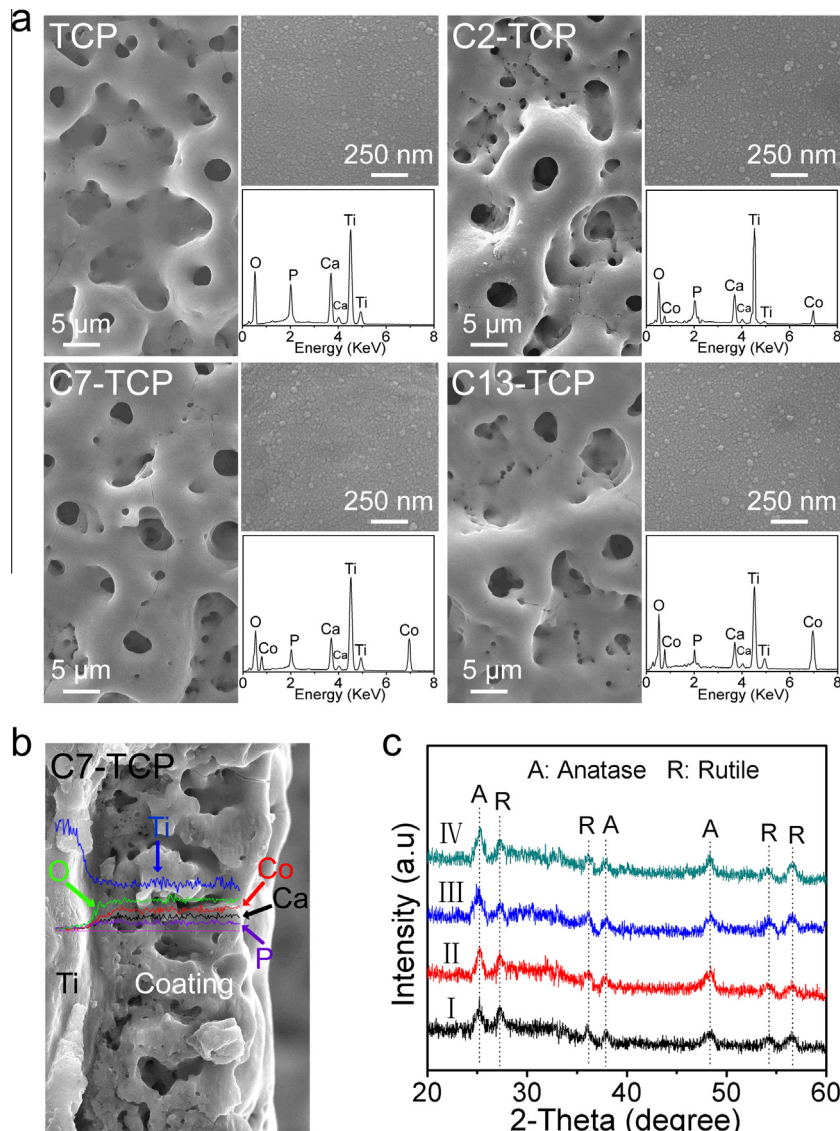 a
TCP
250 nm
O
P
Ca
Ca
Ti
Ti
0 2 4 6 8
Energy (KeV)
5 μm
C2-TCP
250 nm
O
Co
P
Ca
Ca
Ti
Ti
Co
0 2 4 6 8
Energy (KeV)
5 μm
C7-TCP
250 nm
O
Co
P
Ca
Ca
Ti
Ti
Co
0 2 4 6 8
Energy (KeV)
5 μm
C13-TCP
250 nm
O
Co
P
Ca
Ca
Ti
Ti
Co
0 2 4 6 8
Energy (KeV)
5 μm
b
C7-TCP
Ti
O
Co
Ca
P
Ti
Coating
c
A: Anatase R: Rutile
A
R
R
A
A
R
R
IV
III
II
I
Intensity (a.u)
20 30 40 50 60
2-Theta (degree)